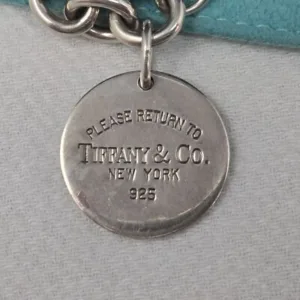 PLEASE RETURN TO
TIFFANY & CO.
NEW YORK
925